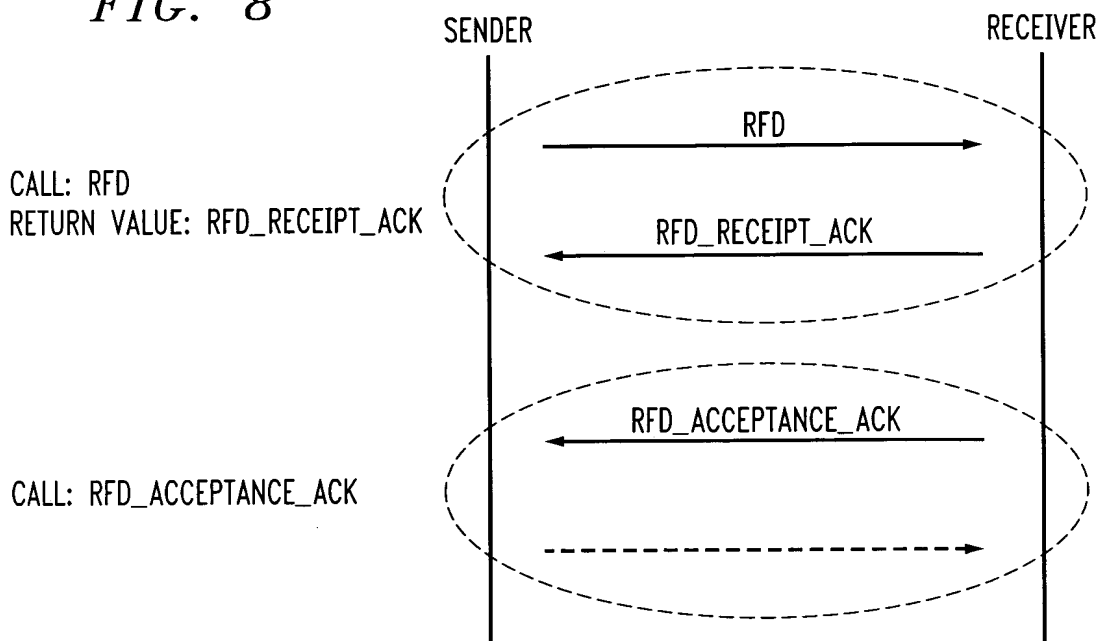 FIG. 8
SENDER
RECEIVER
RFD
CALL: RFD
RETURN VALUE: RFD_RECEIPT_ACK
RFD_RECEIPT_ACK
RFD_ACCEPTANCE_ACK
CALL: RFD_ACCEPTANCE_ACK